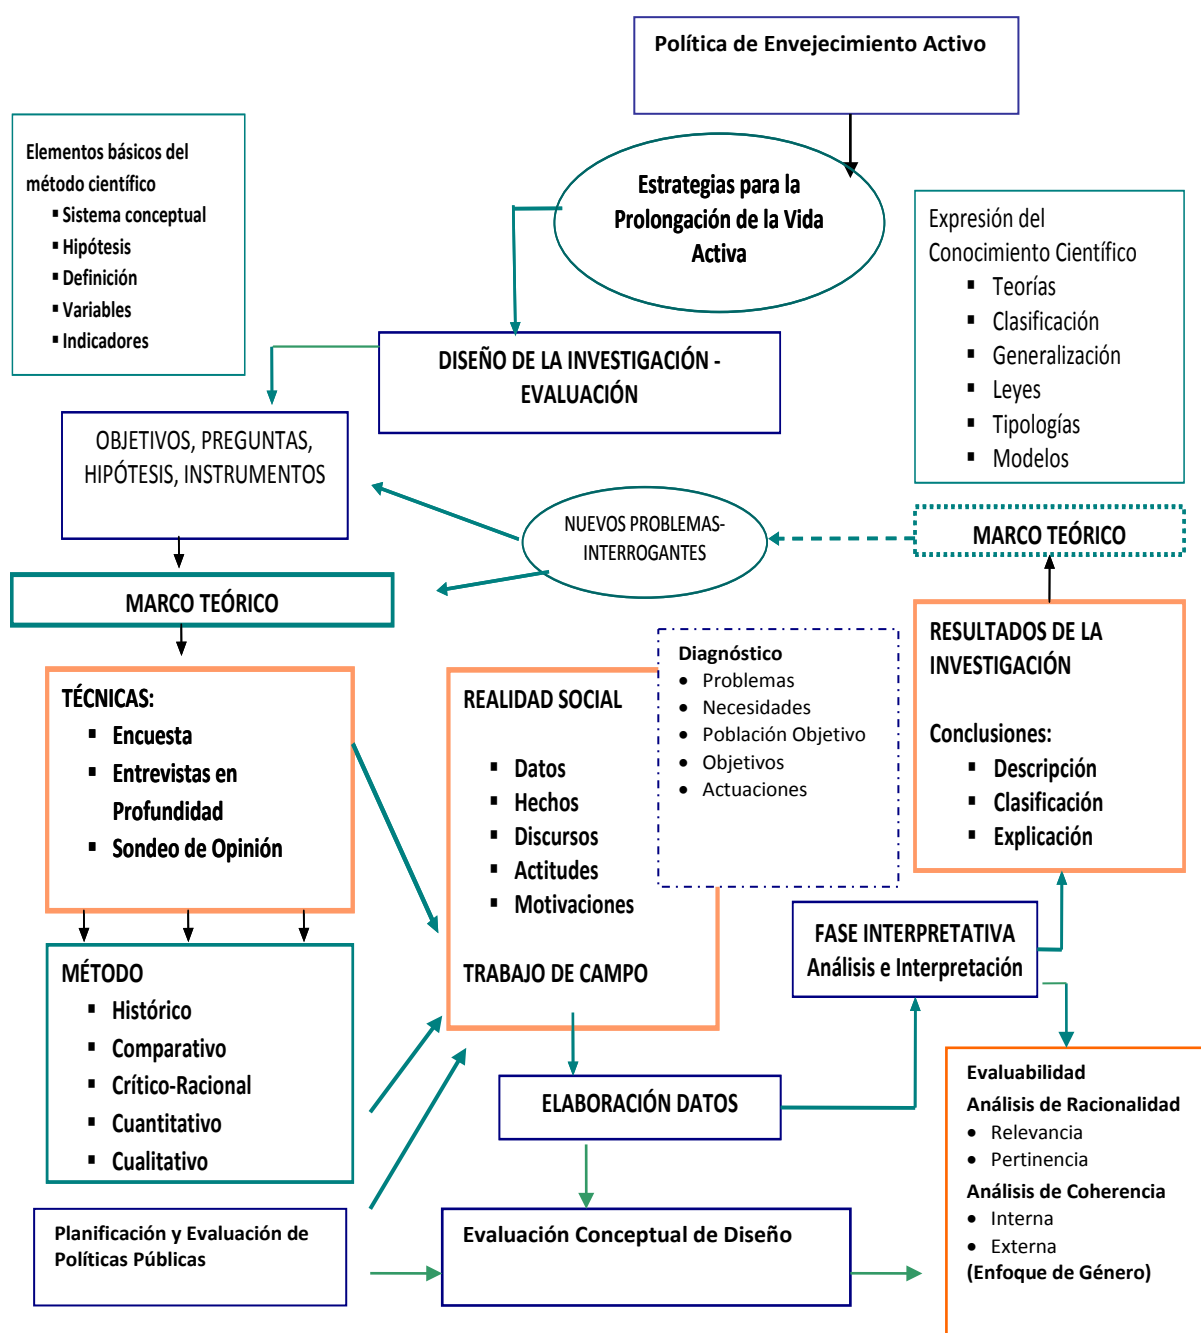 Política de Envejecimiento Activo
Elementos básicos del
método científico
▪ Sistema conceptual
▪ Hipótesis
▪ Definición
▪ Variables
▪ Indicadores
Estrategias para la
Prolongación de la Vida
Activa
Expresión del
Conocimiento Científico
▪ Teorías
▪ Clasificación
▪ Generalización
▪ Leyes
▪ Tipologías
▪ Modelos
DISEÑO DE LA INVESTIGACIÓN -
EVALUACIÓN
OBJETIVOS, PREGUNTAS,
HIPÓTESIS, INSTRUMENTOS
NUEVOS PROBLEMAS-
INTERROGANTES
MARCO TEÓRICO
MARCO TEÓRICO
TÉCNICAS:
▪ Encuesta
▪ Entrevistas en
Profundidad
▪ Sondeo de Opinión
REALIDAD SOCIAL
▪ Datos
▪ Hechos
▪ Discursos
▪ Actitudes
▪ Motivaciones
TRABAJO DE CAMPO
Diagnóstico
• Problemas
• Necesidades
• Población Objetivo
• Objetivos
• Actuaciones
RESULTADOS DE LA
INVESTIGACIÓN
Conclusiones:
▪ Descripción
▪ Clasificación
▪ Explicación
MÉTODO
▪ Histórico
▪ Comparativo
▪ Crítico-Racional
▪ Cuantitativo
▪ Cualitativo
FASE INTERPRETATIVA
Análisis e Interpretación
ELABORACIÓN DATOS
Evaluabilidad
Análisis de Racionalidad
• Relevancia
• Pertinencia
Análisis de Coherencia
• Interna
• Externa
(Enfoque de Género)
Planificación y Evaluación de
Políticas Públicas
Evaluación Conceptual de Diseño